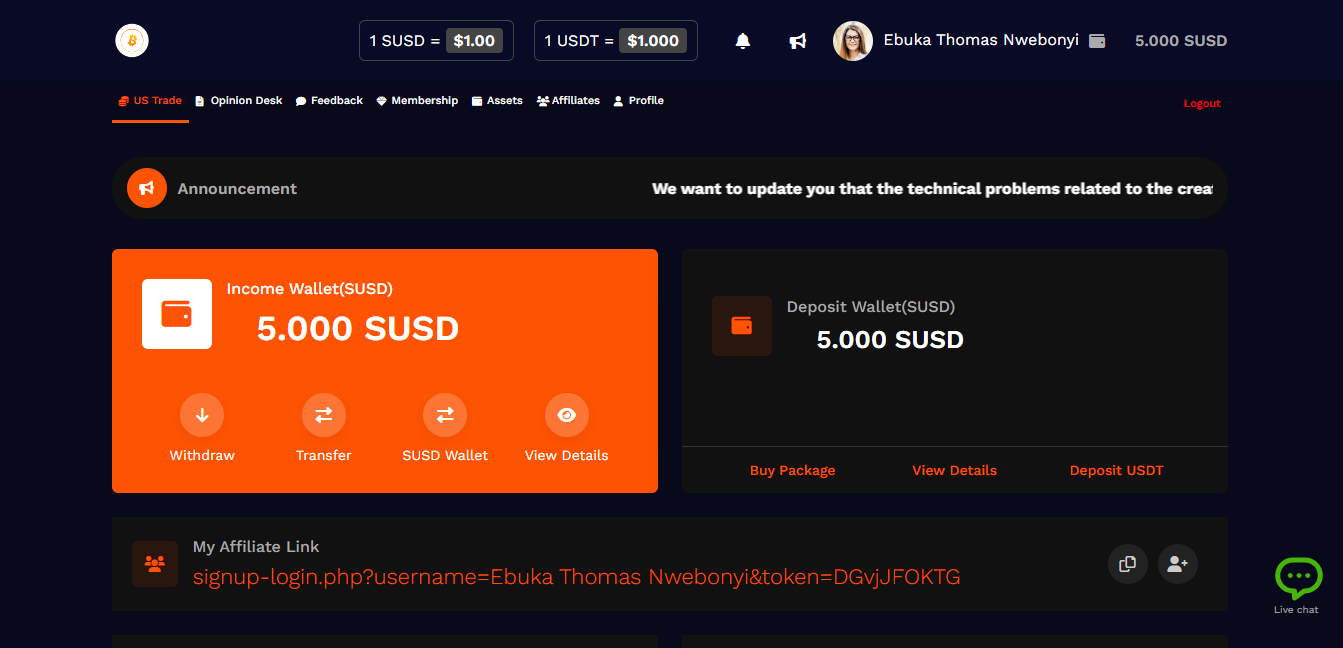 1 SUSD = $1.00
1 USDT = $1.000
Ebuka Thomas Nwebonyi
5.000 SUSD
US Trade
Opinion Desk
Feedback
Membership
Assets
Affiliates
Profile
Logout
Announcement
We want to update you that the technical problems related to the crea
Income Wallet(SUSD)
5.000 SUSD
Withdraw
Transfer
SUSD Wallet
View Details
Deposit Wallet(SUSD)
5.000 SUSD
Buy Package
View Details
Deposit USDT
My Affiliate Link
signup-login.php?username=Ebuka Thomas Nwebonyi&token=DGvjJFOKTG
Live chat